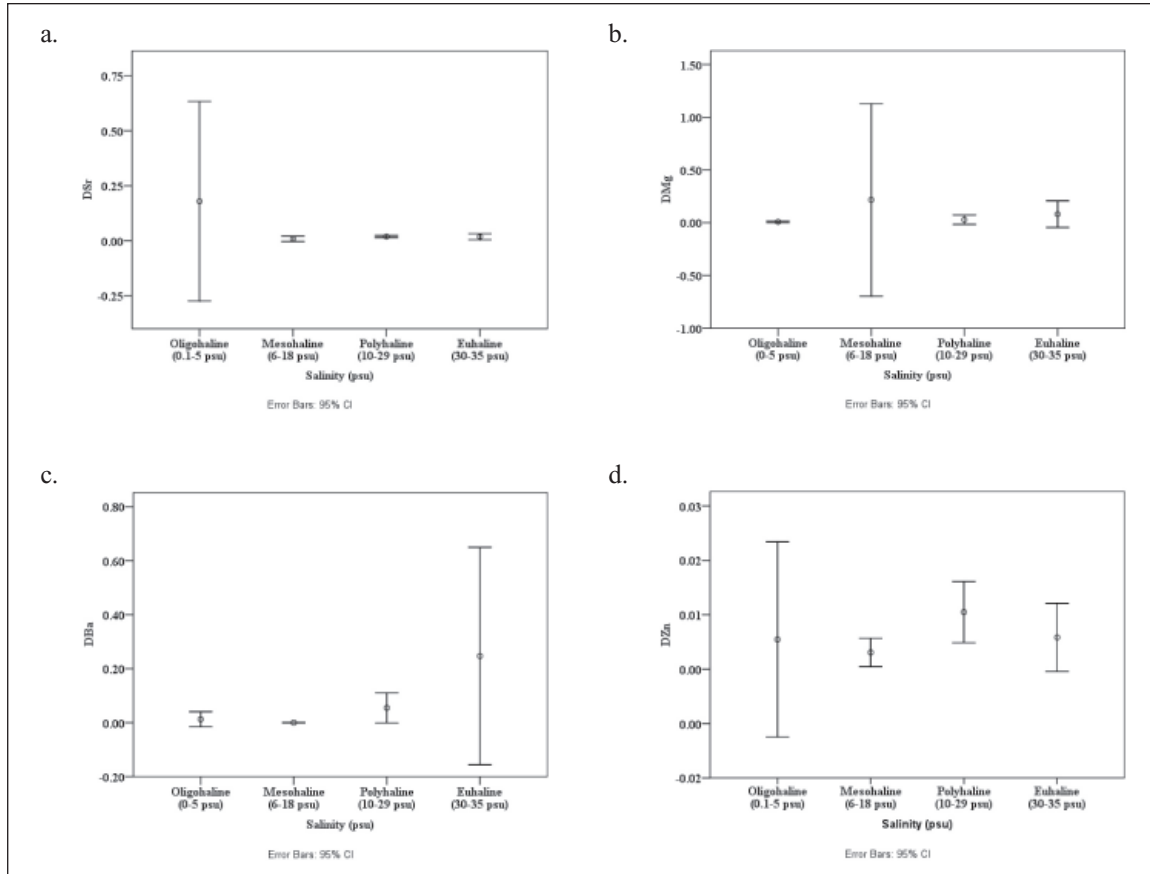 a.
0.75
0.50
0.25
0.00
-0.25
DSr
Oligohaline Mesohaline Polyhaline Euhaline
(0.1-5 psu) (6-18 psu) (10-29 psu) (30-35 psu)
Salinity (psu)
Error Bars: 95% CI
b.
1.50
1.00
0.50
0.00
-0.50
-1.00
DMg
Oligohaline Mesohaline Polyhaline Euhaline
(0-5 psu) (6-18 psu) (10-29 psu) (30-35 psu)
Salinity (psu)
Error Bars: 95% CI
c.
0.80
0.60
0.40
0.20
0.00
-0.20
DBa
Oligohaline Mesohaline Polyhaline Euhaline
(0-5 psu) (6-18 psu) (10-29 psu) (30-35 psu)
Salinity (psu)
Error Bars: 95% CI
d.
0.03
0.02
0.01
0.00
0.00
-0.02
DZn
Oligohaline Mesohaline Polyhaline Euhaline
(0.1-5 psu) (6-18 psu) (10-29 psu) (30-35 psu)
Salinity (psu)
Error Bars: 95% CI